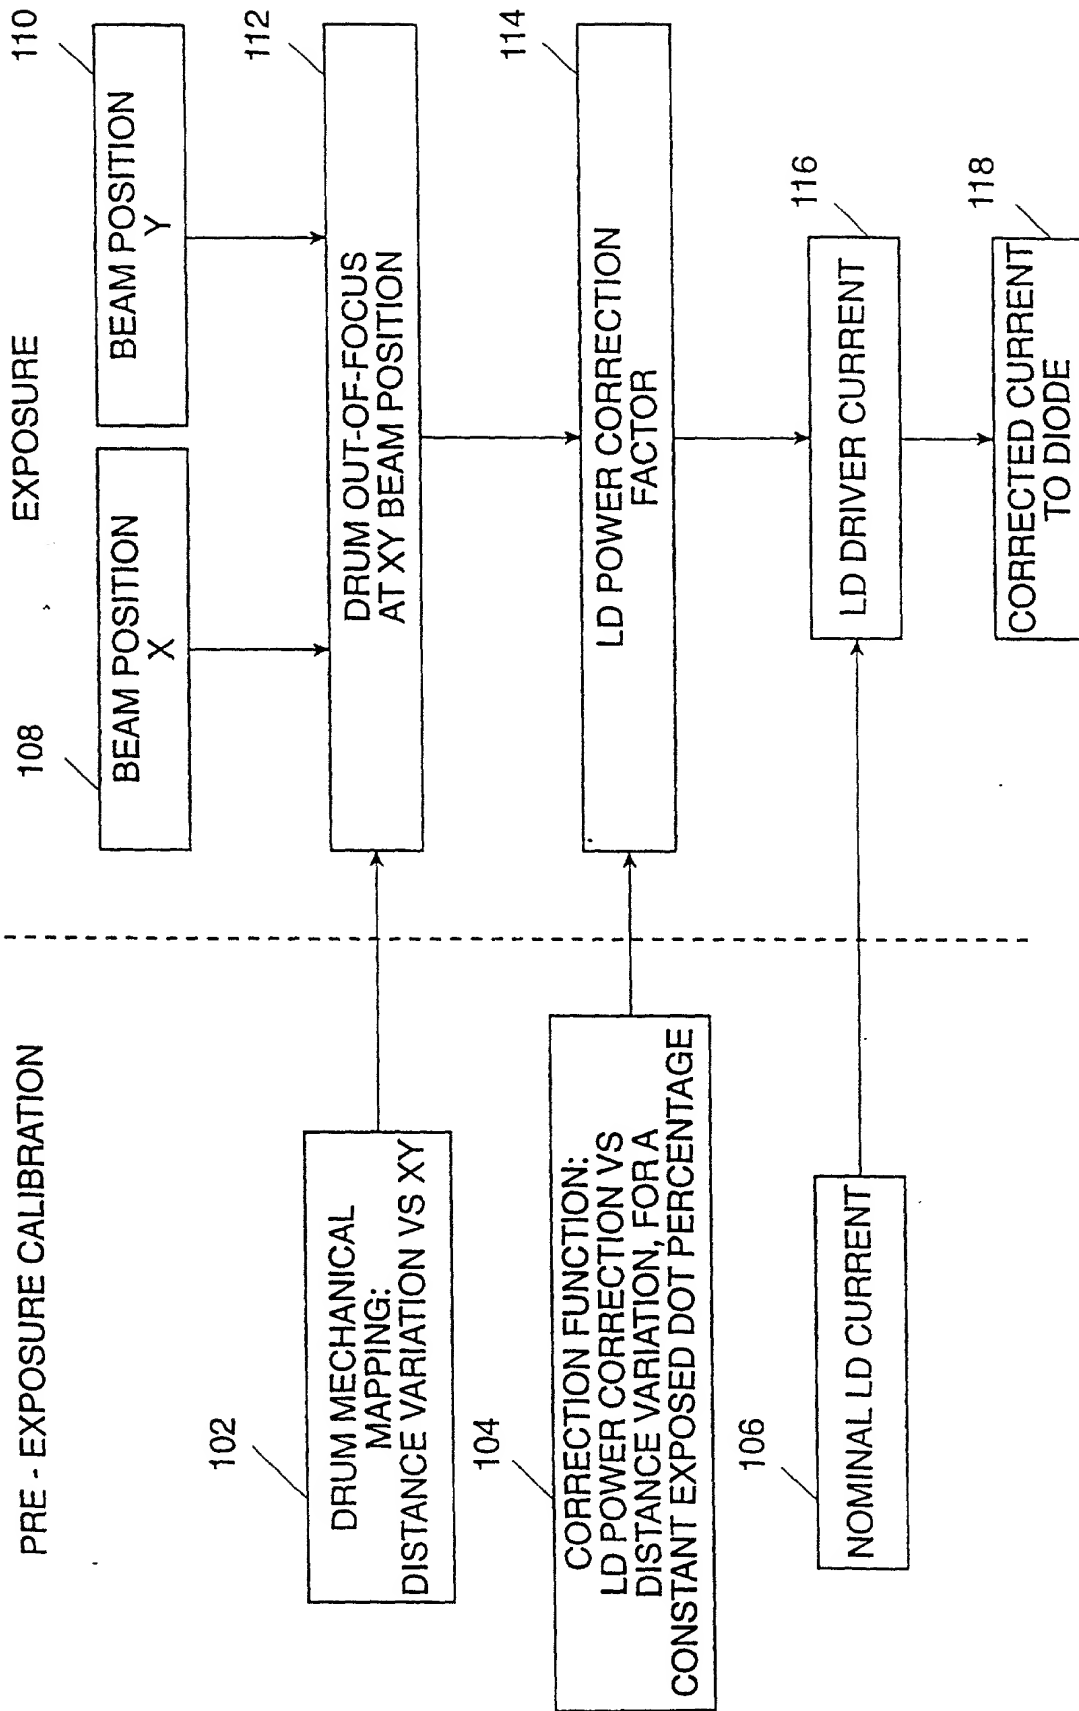 PRE - EXPOSURE CALIBRATION
EXPOSURE
108
BEAM POSITION
X
110
BEAM POSITION
Y
102
DRUM MECHANICAL
MAPPING:
DISTANCE VARIATION VS XY
112
DRUM OUT-OF-FOCUS
AT XY BEAM POSITION
104
CORRECTION FUNCTION:
LD POWER CORRECTION VS
DISTANCE VARIATION, FOR A
CONSTANT EXPOSED DOT PERCENTAGE
114
LD POWER CORRECTION
FACTOR
106
NOMINAL LD CURRENT
116
LD DRIVER CURRENT
118
CORRECTED CURRENT
TO DIODE